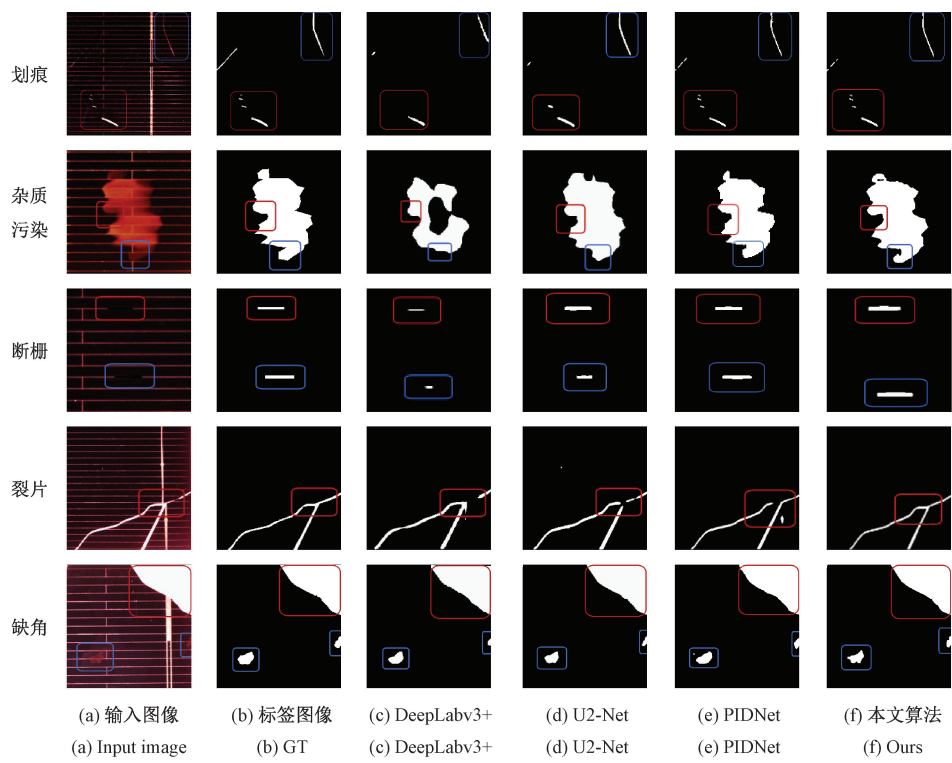 划痕
杂质
污染
断栅
裂片
缺角
(a) 输入图像 (b) 标签图像 (c) DeepLabv3+ (d) U2-Net (e) PIDNet (f) 本文算法
(a) Input image (b) GT (c) DeepLabv3+ (d) U2-Net (e) PIDNet (f) Ours